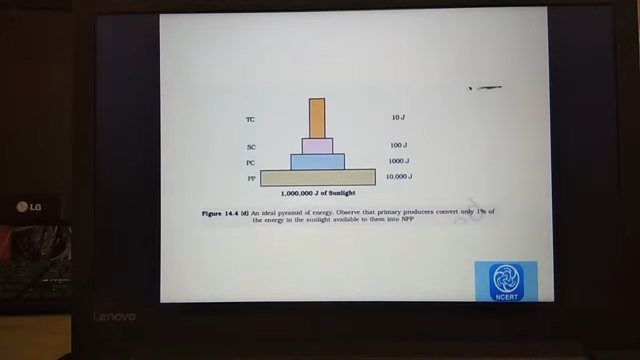 TC 10 J
SC 100 J
PC 1000 J
PP 10,000 J
1,000,000 J of Sunlight
Figure 14.4 (d) An ideal pyramid of energy. Observe that primary producers convert only 1% of
the energy in the sunlight available to them into NPP
NCERT
LG
Lenovo